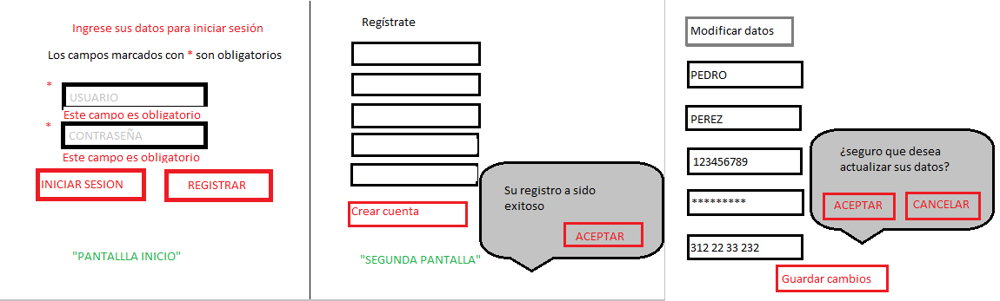 Ingrese sus datos para iniciar sesión
Los campos marcados con * son obligatorios
*
USUARIO
Este campo es obligatorio
*
CONTRASEÑA
Este campo es obligatorio
INICIAR SESION
REGISTRAR
"PANTALLLA INICIO"
Regístrate
Crear cuenta
Su registro a sido
exitoso
ACEPTAR
"SEGUNDA PANTALLA"
Modificar datos
PEDRO
PEREZ
123456789
*********
312 22 33 232
¿seguro que desea
actualizar sus datos?
ACEPTAR
CANCELAR
Guardar cambios